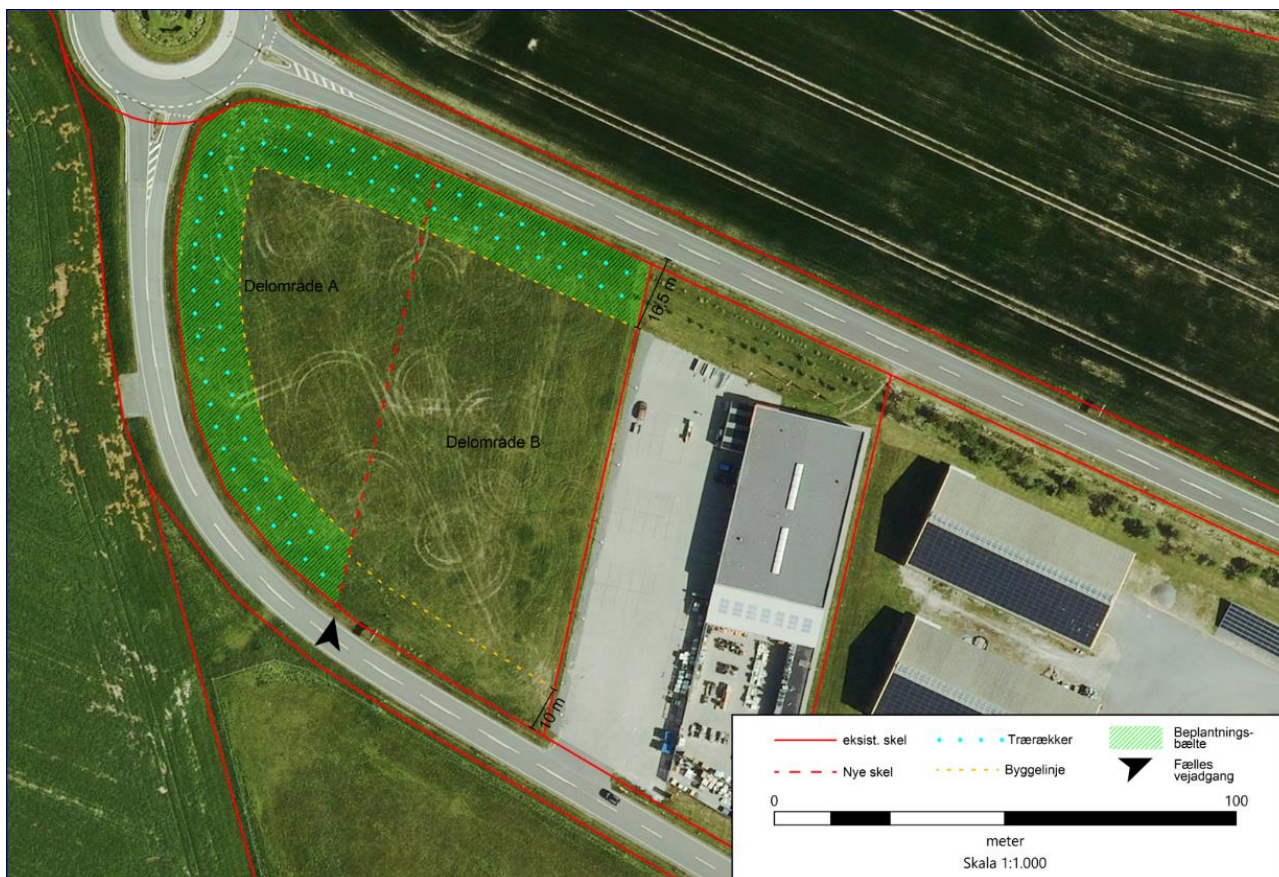 Delområde A
16,5 m
Delområde B
10 m
eksist. skel
Trærækker
Beplantnings-
bælte
Nye skel
Byggelinje
Fælles
vejadgang
0
100
meter
Skala 1:1.000